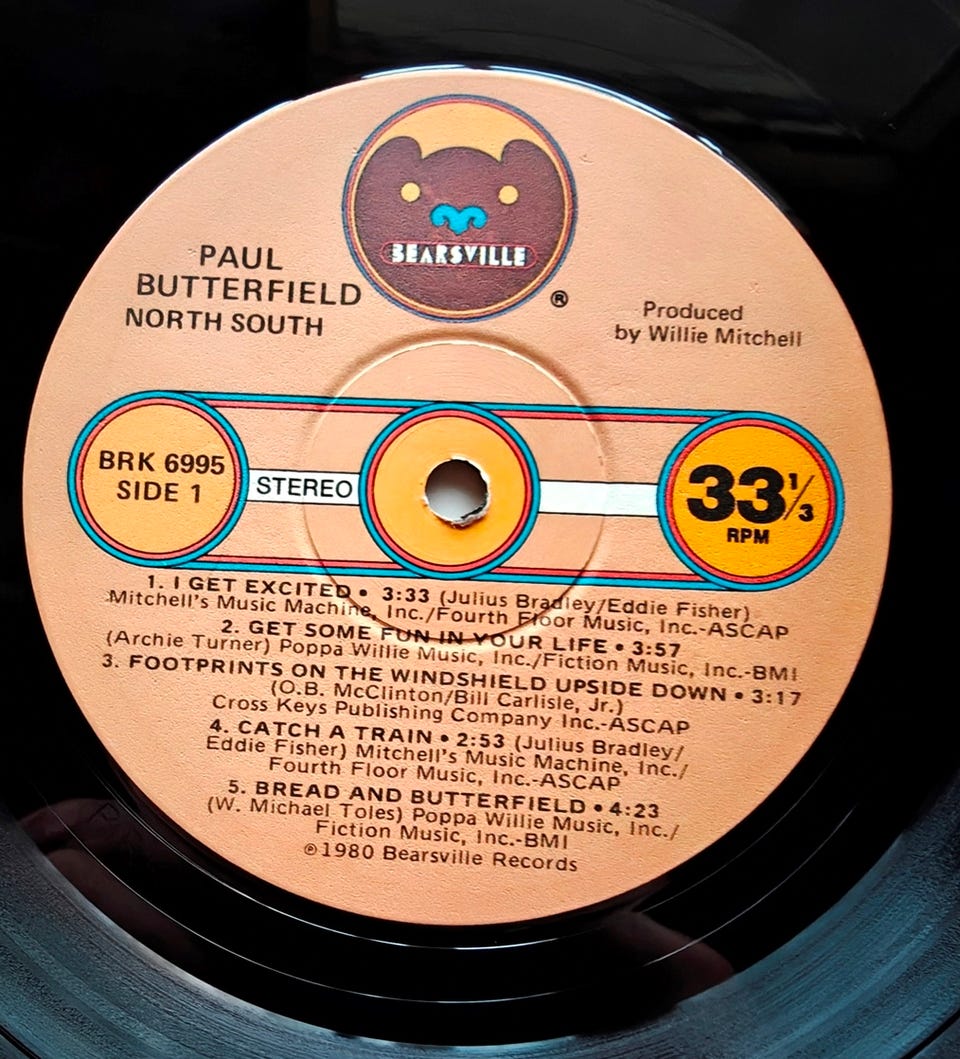 BEARSVILLE
®
PAUL
BUTTERFIELD
NORTH SOUTH
Produced
by Willie Mitchell
BRK 6995
SIDE 1
STEREO
33 1/3
RPM
1. I GET EXCITED • 3:33 (Julius Bradley/Eddie Fisher)
Mitchell's Music Machine, Inc./Fourth Floor Music, Inc.-ASCAP
2. GET SOME FUN IN YOUR LIFE • 3:57
(Archie Turner) Poppa Willie Music, Inc./Fiction Music, Inc.-BMI
3. FOOTPRINTS ON THE WINDSHIELD UPSIDE DOWN • 3:17
(O.B. McClinton/Bill Carlisle, Jr.)
Cross Keys Publishing Company Inc.-ASCAP
4. CATCH A TRAIN • 2:53 (Julius Bradley/
Eddie Fisher) Mitchell's Music Machine, Inc./
Fourth Floor Music, Inc.-ASCAP
5. BREAD AND BUTTERFIELD • 4:23
(W. Michael Toles) Poppa Willie Music, Inc./
Fiction Music, Inc.-BMI
℗1980 Bearsville Records